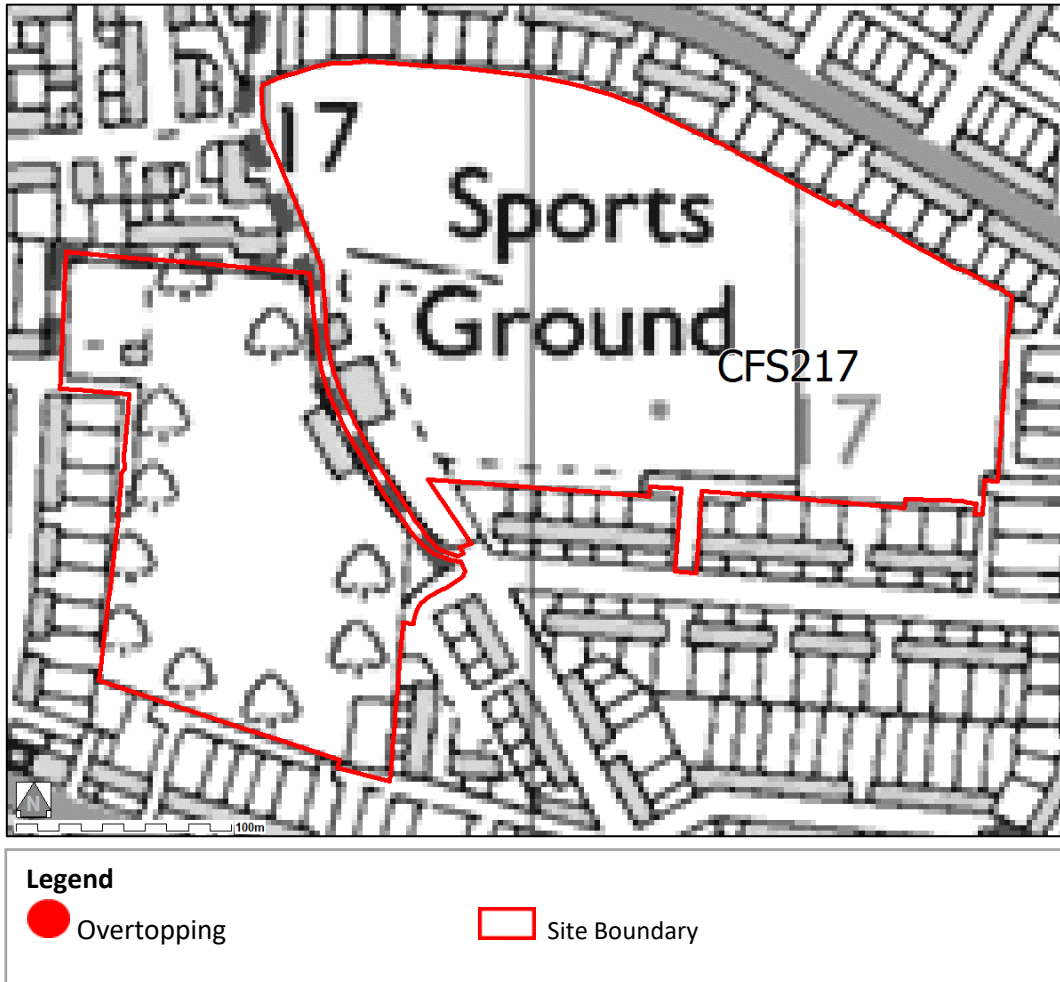 17
Sports
Ground
CFS217
17
N
100m
Legend
Overtopping
Site Boundary